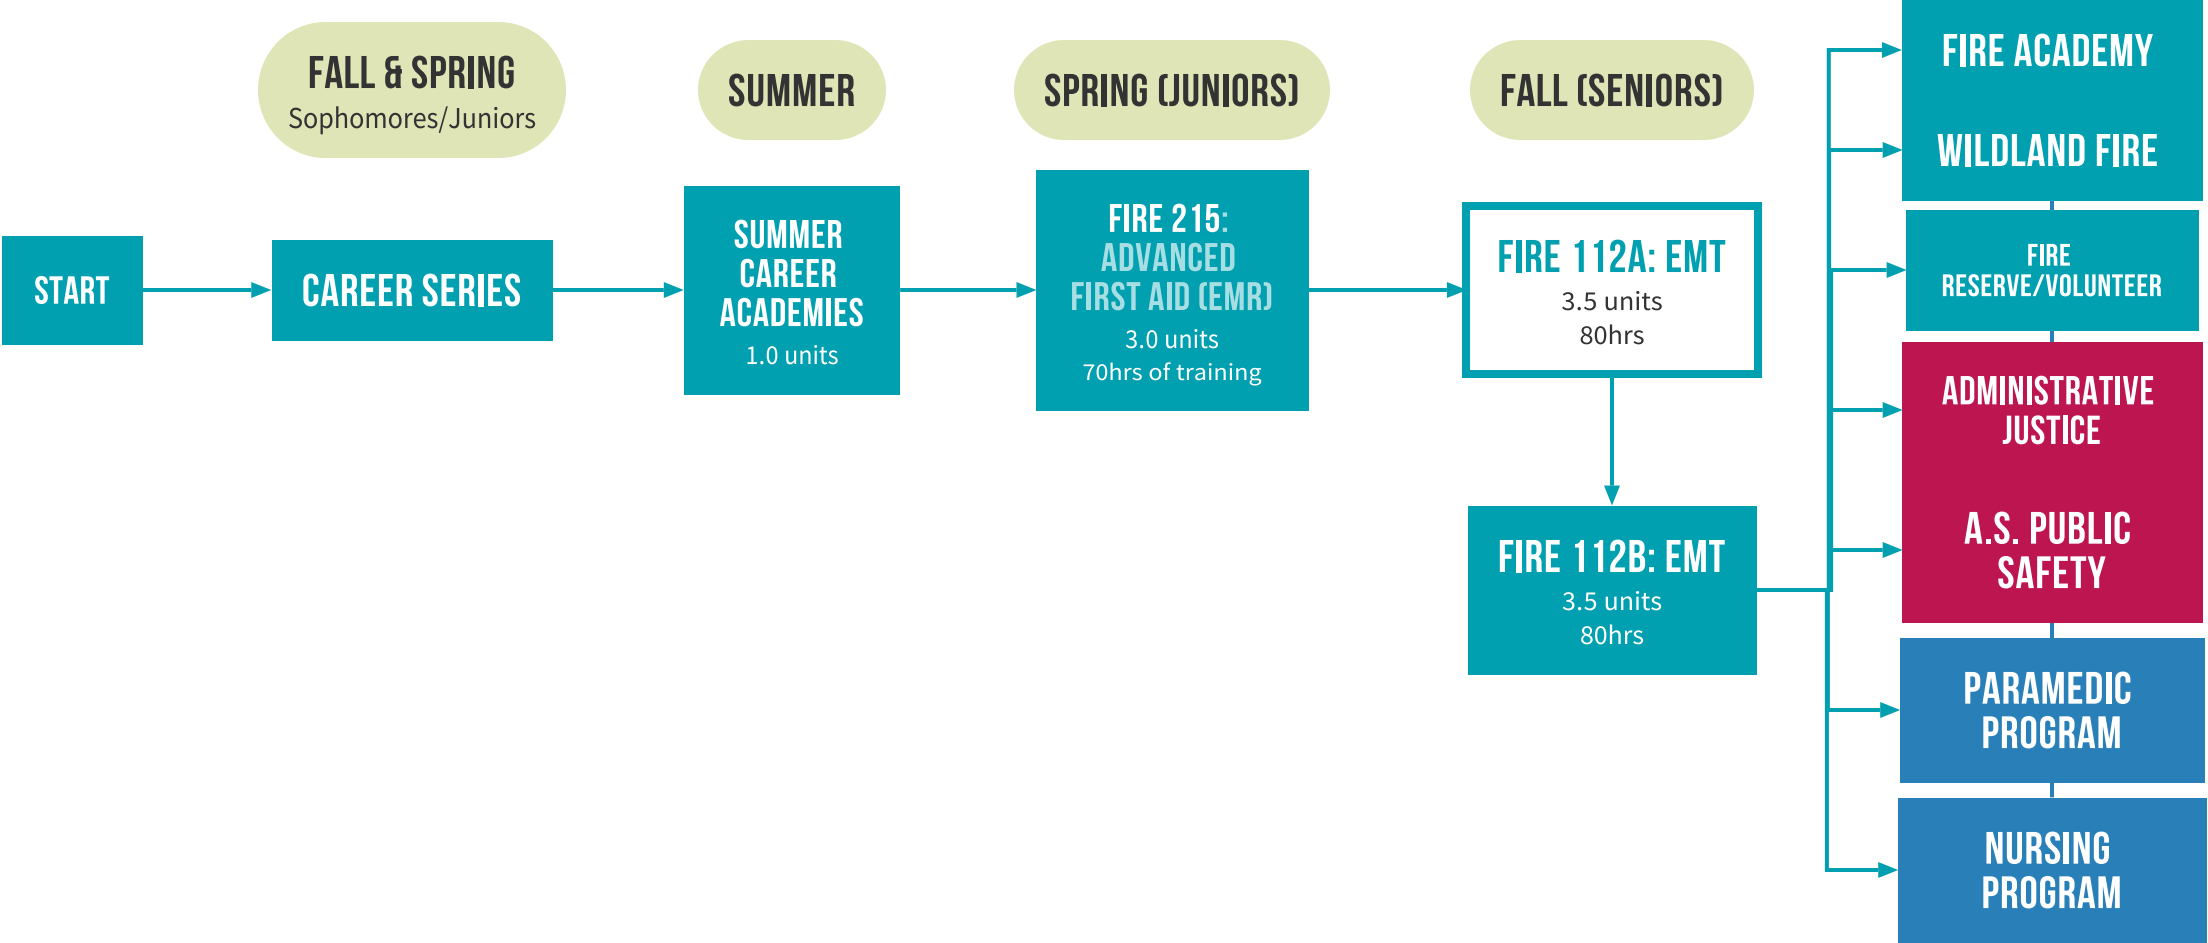 FALL & SPRING
Sophomores/Juniors
SUMMER
SPRING (JUNIORS)
FALL (SENIORS)
START
CAREER SERIES
SUMMER
CAREER
ACADEMIES
1.0 units
FIRE 215:
ADVANCED
FIRST AID (EMR)
3.0 units
70hrs of training
FIRE 112A: EMT
3.5 units
80hrs
FIRE 112B: EMT
3.5 units
80hrs
FIRE ACADEMY
WILDLAND FIRE
FIRE
RESERVE/VOLUNTEER
ADMINISTRATIVE
JUSTICE
A.S. PUBLIC
SAFETY
PARAMEDIC
PROGRAM
NURSING
PROGRAM